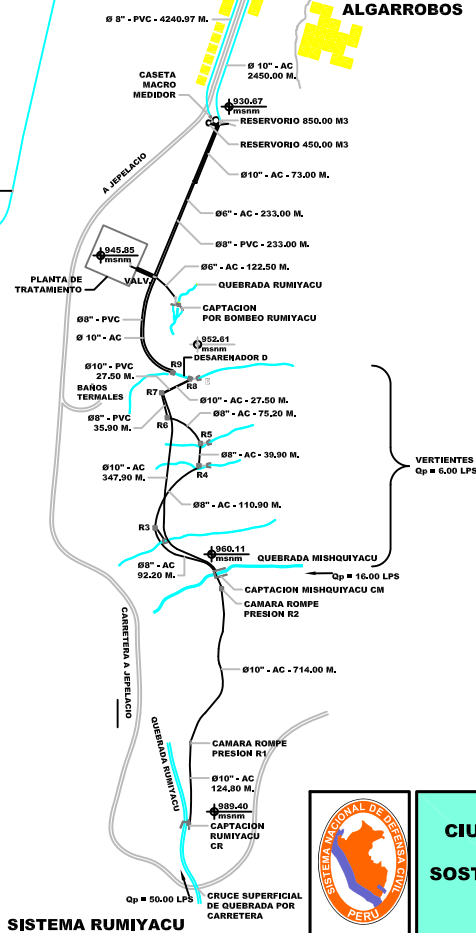 ALGARROBOS
Ø 8" - PVC - 4240.97 M.
Ø 10" - AC
2450.00 M.
CASETA
MACRO
MEDIDOR
930.67
msnm
RESERVORIO 850.00 M3
RESERVORIO 450.00 M3
Ø10" - AC - 73.00 M.
A JEPELACIO
Ø6" - AC - 233.00 M.
Ø8" - PVC - 233.00 M.
945.85
msnm
Ø6" - AC - 122.50 M.
PLANTA DE
TRATAMIENTO
VALV.
QUEBRADA RUMIYACU
CAPTACION
POR BOMBEO RUMIYACU
Ø8" - PVC
Ø 10" - AC
952.61
msnm
DESARENADOR D
Ø10" - PVC
27.50 M.
R9
R8
BAÑOS
TERMALES
R7
Ø10" - AC - 27.50 M.
Ø8" - PVC
35.90 M.
R6
Ø8" - AC - 75.20 M.
R5
Ø8" - AC - 39.90 M.
R4
Ø10" - AC
347.90 M.
VERTIENTES
Qp = 6.00 LPS
Ø8" - AC - 110.90 M.
R3
960.11
msnm
QUEBRADA MISHQUIYACU
Ø8" - AC
92.20 M.
Qp = 16.00 LPS
CAPTACION MISHQUIYACU CM
CAMARA ROMPE
PRESION R2
CARRETERA A JEPELACIO
Ø10" - AC - 714.00 M.
QUEBRADA RUMIYACU
CAMARA ROMPE
PRESION R1
Ø10" - AC
124.80 M.
989.40
msnm
CAPTACION
RUMIYACU
CR
Qp = 50.00 LPS
CRUCE SUPERFICIAL
DE QUEBRADA POR
CARRETERA
SISTEMA RUMIYACU
SISTEMA NACIONAL DE DEFENSA CIVIL
PERU
CIU
SOST